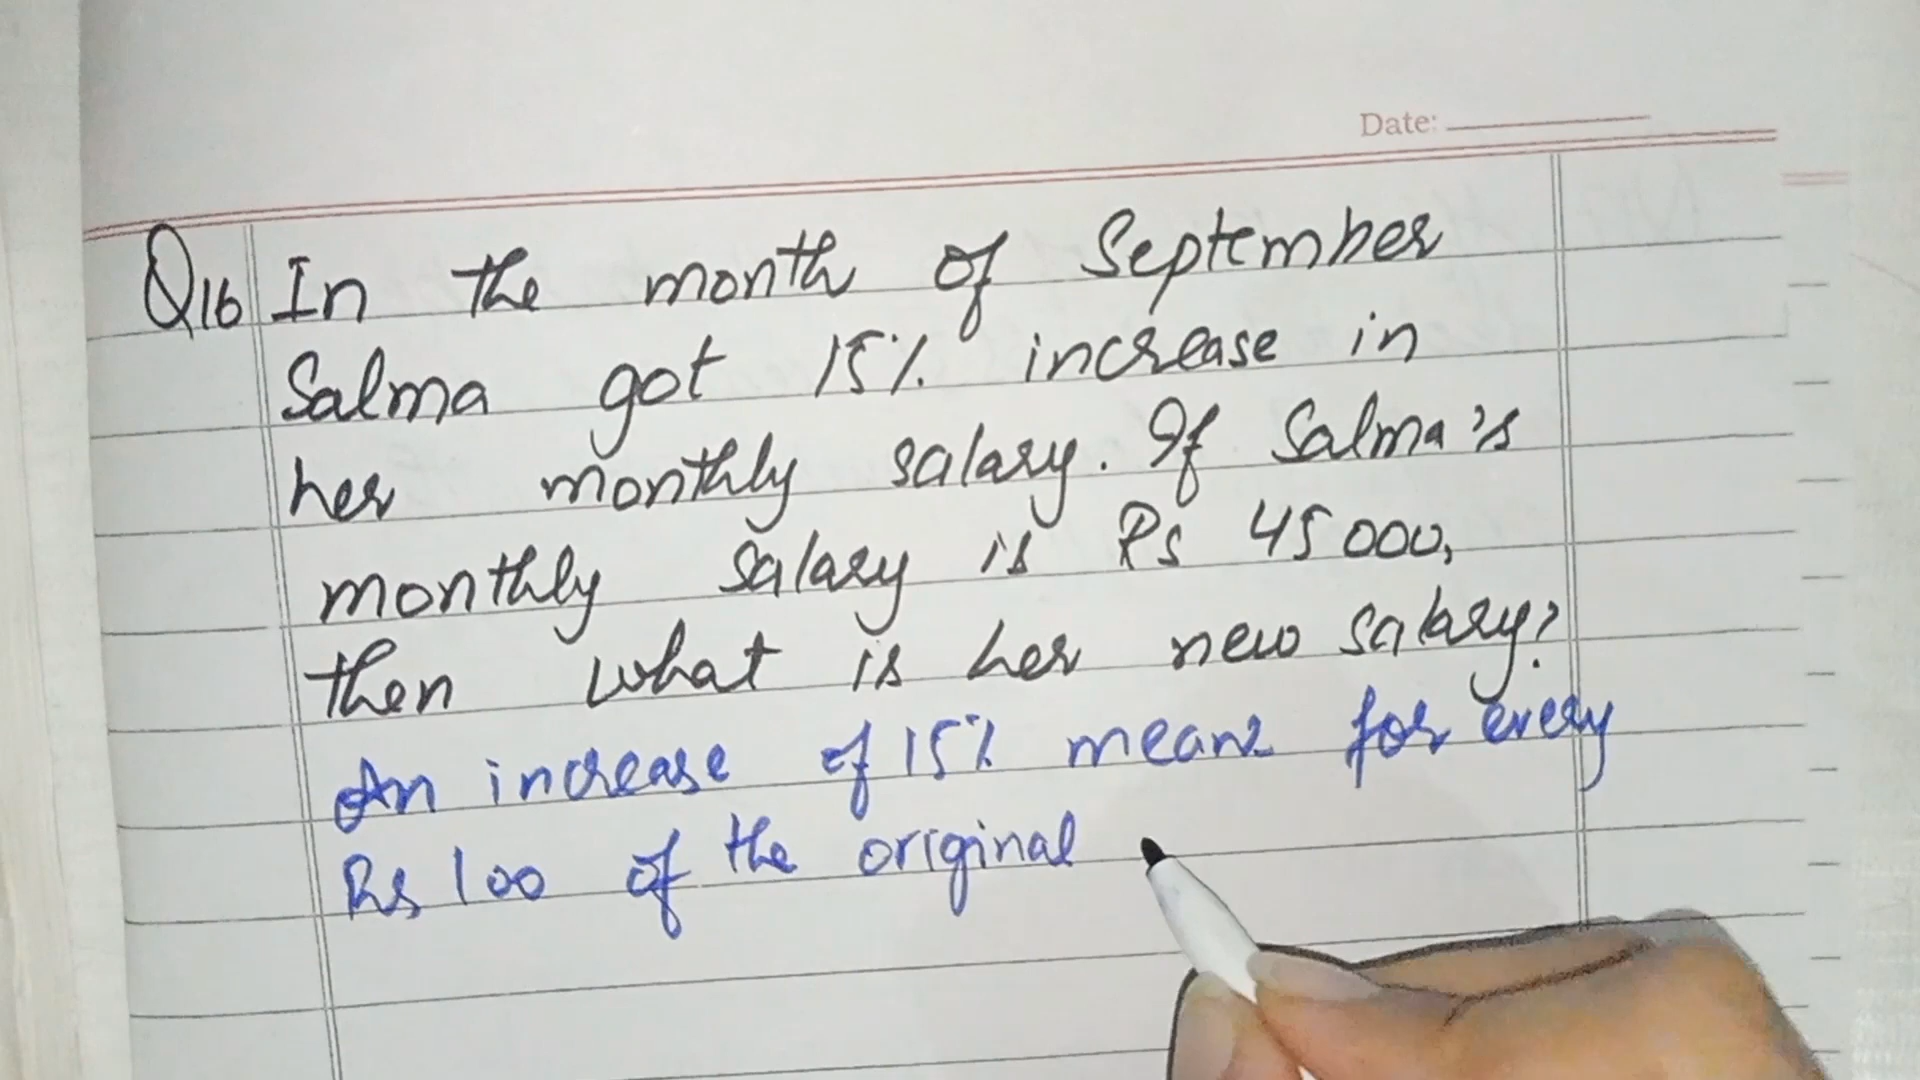 Date:
Q16 In the month of September
Salma got 15% increase in
her monthly salary. If Salma's
monthly salary is Rs 45000,
then what is her new salary?
An increase of 15% means for every
Rs 100 of the original